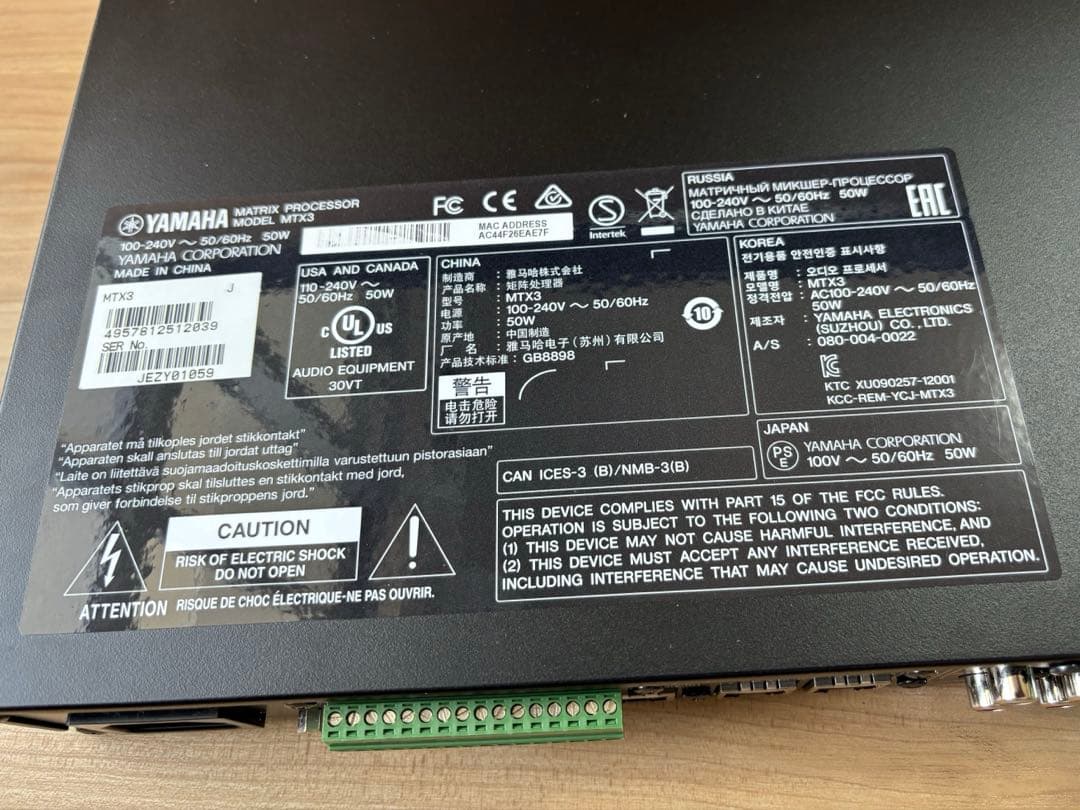 YAMAHA MATRIX PROCESSOR
MODEL MTX3
100-240V ～ 50/60Hz 50W
YAMAHA CORPORATION
MADE IN CHINA
FC CE
MAC ADDRESS
AC44F26EAE7F
S
Intertek
RUSSIA
МАТРИЧНЫЙ МИКШЕР-ПРОЦЕССОР
100-240V ～ 50/60Hz 50W
СДЕЛАНО В КИТАЕ
YAMAHA CORPORATION
EAC
MTX3 J
4957812512039
SER No.
JEZY01059
USA AND CANADA
110-240V ～
50/60Hz 50W
C UL US
LISTED
AUDIO EQUIPMENT
30VT
CHINA
制造商 : 雅马哈株式会社
产品名称 : 矩阵处理器
型号 : MTX3
电源 : 100-240V ～ 50/60Hz
功率 : 50W
原产地 : 中国制造
厂 名 : 雅马哈电子（苏州）有限公司
产品技术标准 : GB8898
10
警告
电击危险
请勿打开
KOREA
전기용품 안전인증 표시사항
제품명 : 오디오 프로세서
모델명 : MTX3
정격전압 : AC100-240V ～ 50/60Hz
50W
제조자 : YAMAHA ELECTRONICS
(SUZHOU) CO., LTD.
A/S : 080-004-0022
KTC XU090257-12001
KCC-REM-YCJ-MTX3
"Apparatet må tilkoples jordet stikkontakt"
"Apparaten skall anslutas till jordat uttag"
"Laite on liitettävä suojamaadoituskoskettimilla varustettuun pistorasiaan"
"Apparatets stikprop skal tilsluttes en stikkontakt med jord,
som giver forbindelse til stikproppens jord."
CAN ICES-3 (B)/NMB-3(B)
JAPAN
PS
E
YAMAHA CORPORATION
100V ～ 50/60Hz 50W
CAUTION
RISK OF ELECTRIC SHOCK
DO NOT OPEN
ATTENTION RISQUE DE CHOC ÉLECTRIQUE-NE PAS OUVRIR.
THIS DEVICE COMPLIES WITH PART 15 OF THE FCC RULES.
OPERATION IS SUBJECT TO THE FOLLOWING TWO CONDITIONS:
(1) THIS DEVICE MAY NOT CAUSE HARMFUL INTERFERENCE, AND
(2) THIS DEVICE MUST ACCEPT ANY INTERFERENCE RECEIVED,
INCLUDING INTERFERENCE THAT MAY CAUSE UNDESIRED OPERATION.